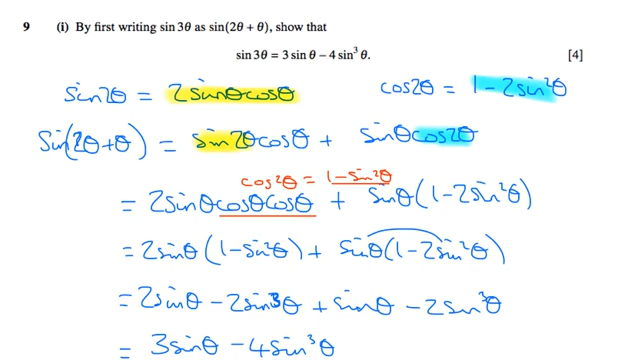 9 (i) By first writing sin 3θ as sin(2θ + θ), show that
sin 3θ = 3 sin θ − 4 sin³ θ. [4]
sin2θ = 2sinθcosθ cos2θ = 1 − 2sin²θ
Sin(2θ+θ) = sin2θcosθ + sinθcos2θ
cos²θ = 1−sin²θ
= 2sinθcosθcosθ + sinθ(1−2sin²θ)
= 2sinθ(1−sin²θ) + sinθ(1−2sin²θ)
= 2sinθ − 2sin³θ + sinθ − 2sin³θ
= 3sinθ − 4sin³θ